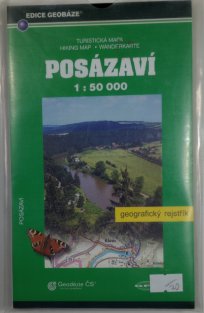 EDICE GEOBÁZE®
TURISTICKÁ MAPA
HIKING MAP • WANDERKARTE
POSÁZAVÍ
1 : 50 000
geografický rejstřík
POSÁZAVÍ
Geodézie ČS®